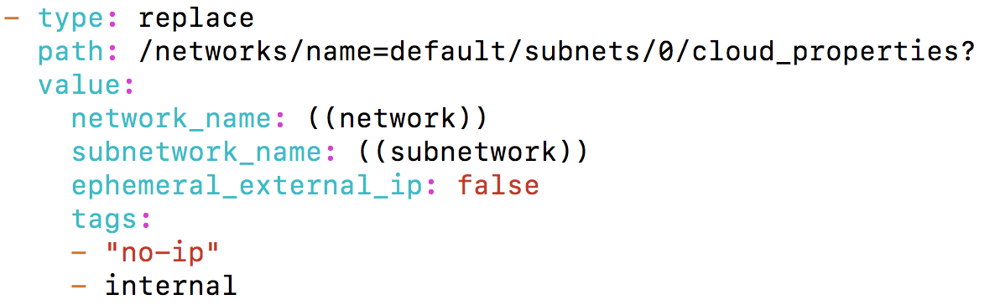 - type: replace
  path: /networks/name=default/subnets/0/cloud_properties?
  value:
    network_name: ((network))
    subnetwork_name: ((subnetwork))
    ephemeral_external_ip: false
    tags:
    - "no-ip"
    - internal